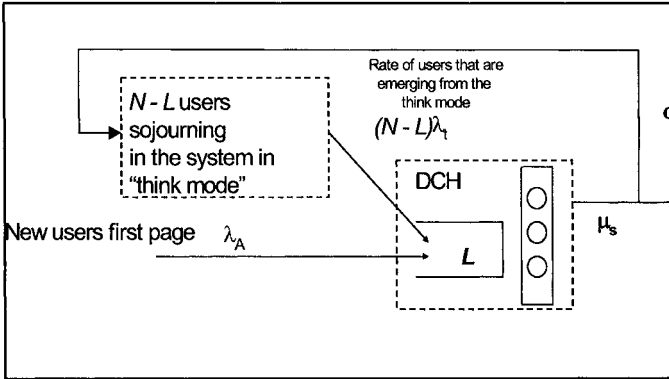 Rate of users that are
emerging from the
think mode
(N - L)λt
N - L users
sojourning
in the system in
"think mode"
DCH
L
μs
New users first page λA